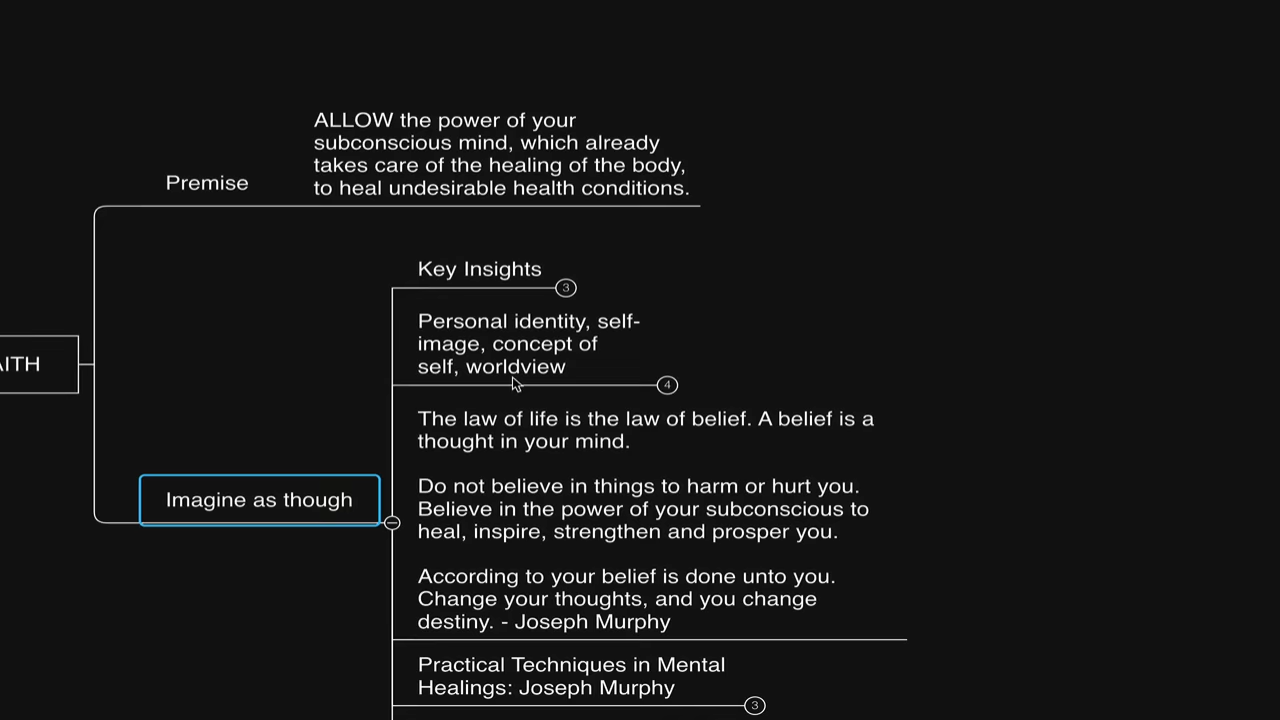 Premise
ALLOW the power of your
subconscious mind, which already
takes care of the healing of the body,
to heal undesirable health conditions.
Key Insights
3
Personal identity, self-
image, concept of
self, worldview
4
The law of life is the law of belief. A belief is a
thought in your mind.
Do not believe in things to harm or hurt you.
Believe in the power of your subconscious to
heal, inspire, strengthen and prosper you.
Imagine as though
According to your belief is done unto you.
Change your thoughts, and you change
destiny. - Joseph Murphy
Practical Techniques in Mental
Healings: Joseph Murphy
3